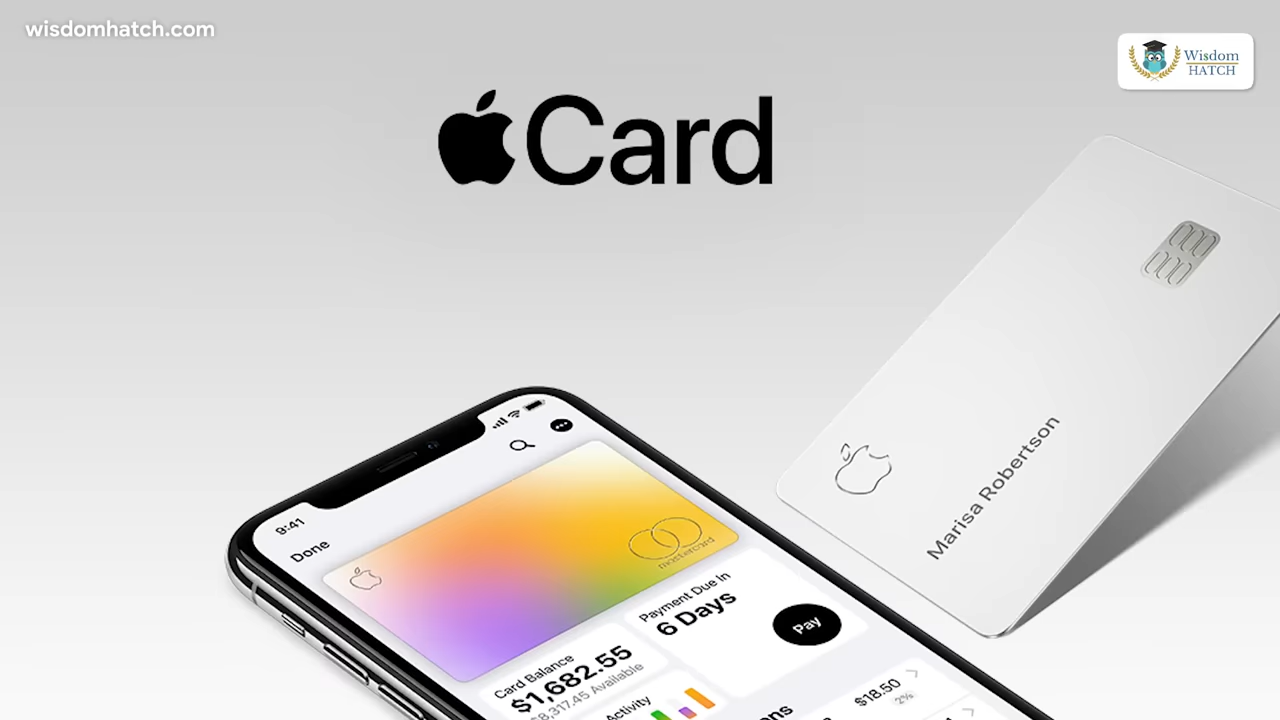 wisdomhatch.com
Wisdom
HATCH
Card
9:41
Done
mastercard
Card Balance
$1,682.55
$8,317.45 Available
Payment Due in
6 Days
Pay
Activity
$18.50
2%
Marisa Robertson